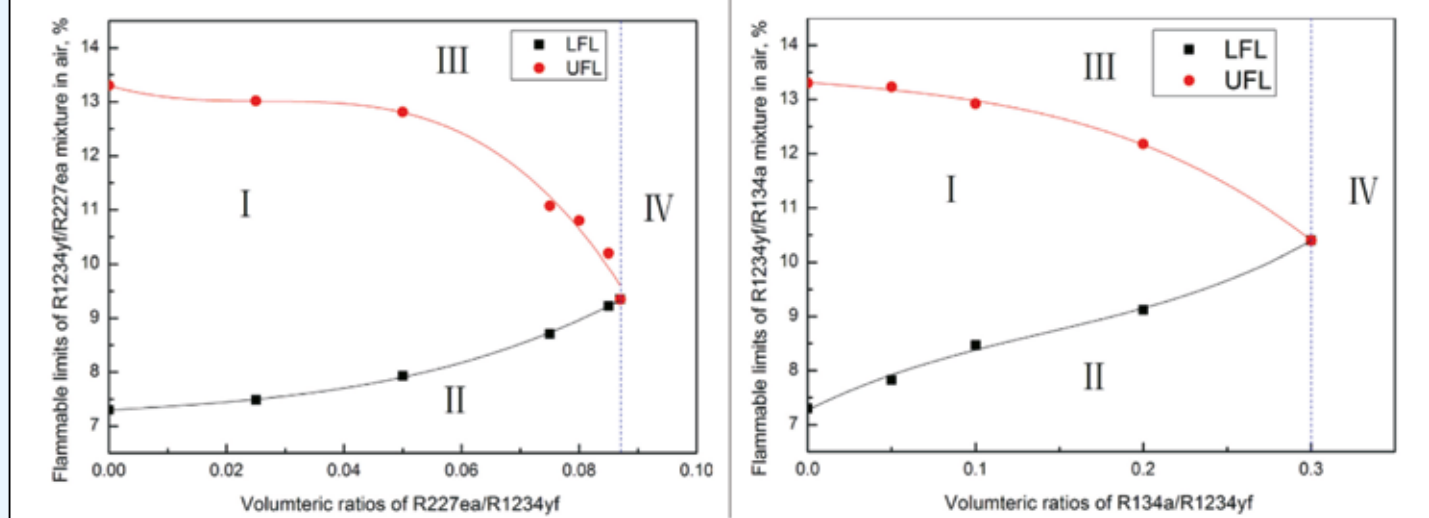 Flammable limits of R1234yf/R227ea mixture in air, %
14
13
12
11
10
9
8
7
0.00 0.02 0.04 0.06 0.08 0.10
Volumteric ratios of R227ea/R1234yf
LFL
UFL
III
I
IV
II
Flammable limits of R1234yf/R134a mixture in air, %
14
13
12
11
10
9
8
7
0.0 0.1 0.2 0.3
Volumteric ratios of R134a/R1234yf
LFL
UFL
III
I
IV
II